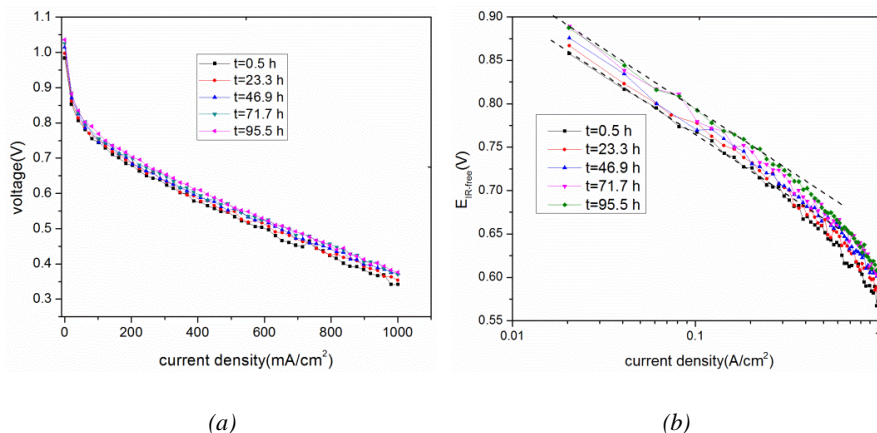 1.1
1.0
0.9
0.8
0.7
0.6
0.5
0.4
0.3
voltage(V)
t=0.5 h
t=23.3 h
t=46.9 h
t=71.7 h
t=95.5 h
0 200 400 600 800 1000
current density(mA/cm²)
(a)
0.90
0.85
0.80
0.75
0.70
0.65
0.60
0.55
E_IR-free(V)
t=0.5 h
t=23.3 h
t=46.9 h
t=71.7 h
t=95.5 h
0.01 0.1 1
current density(A/cm²)
(b)